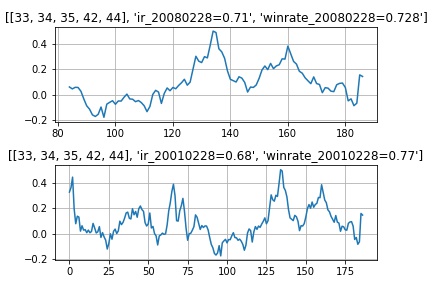 [[33, 34, 35, 42, 44], 'ir_20080228=0.71', 'winrate_20080228=0.728']
0.4
0.2
0.0
−0.2
80 100 120 140 160 180
[[33, 34, 35, 42, 44], 'ir_20010228=0.68', 'winrate_20010228=0.77']
0.4
0.2
0.0
−0.2
0 25 50 75 100 125 150 175